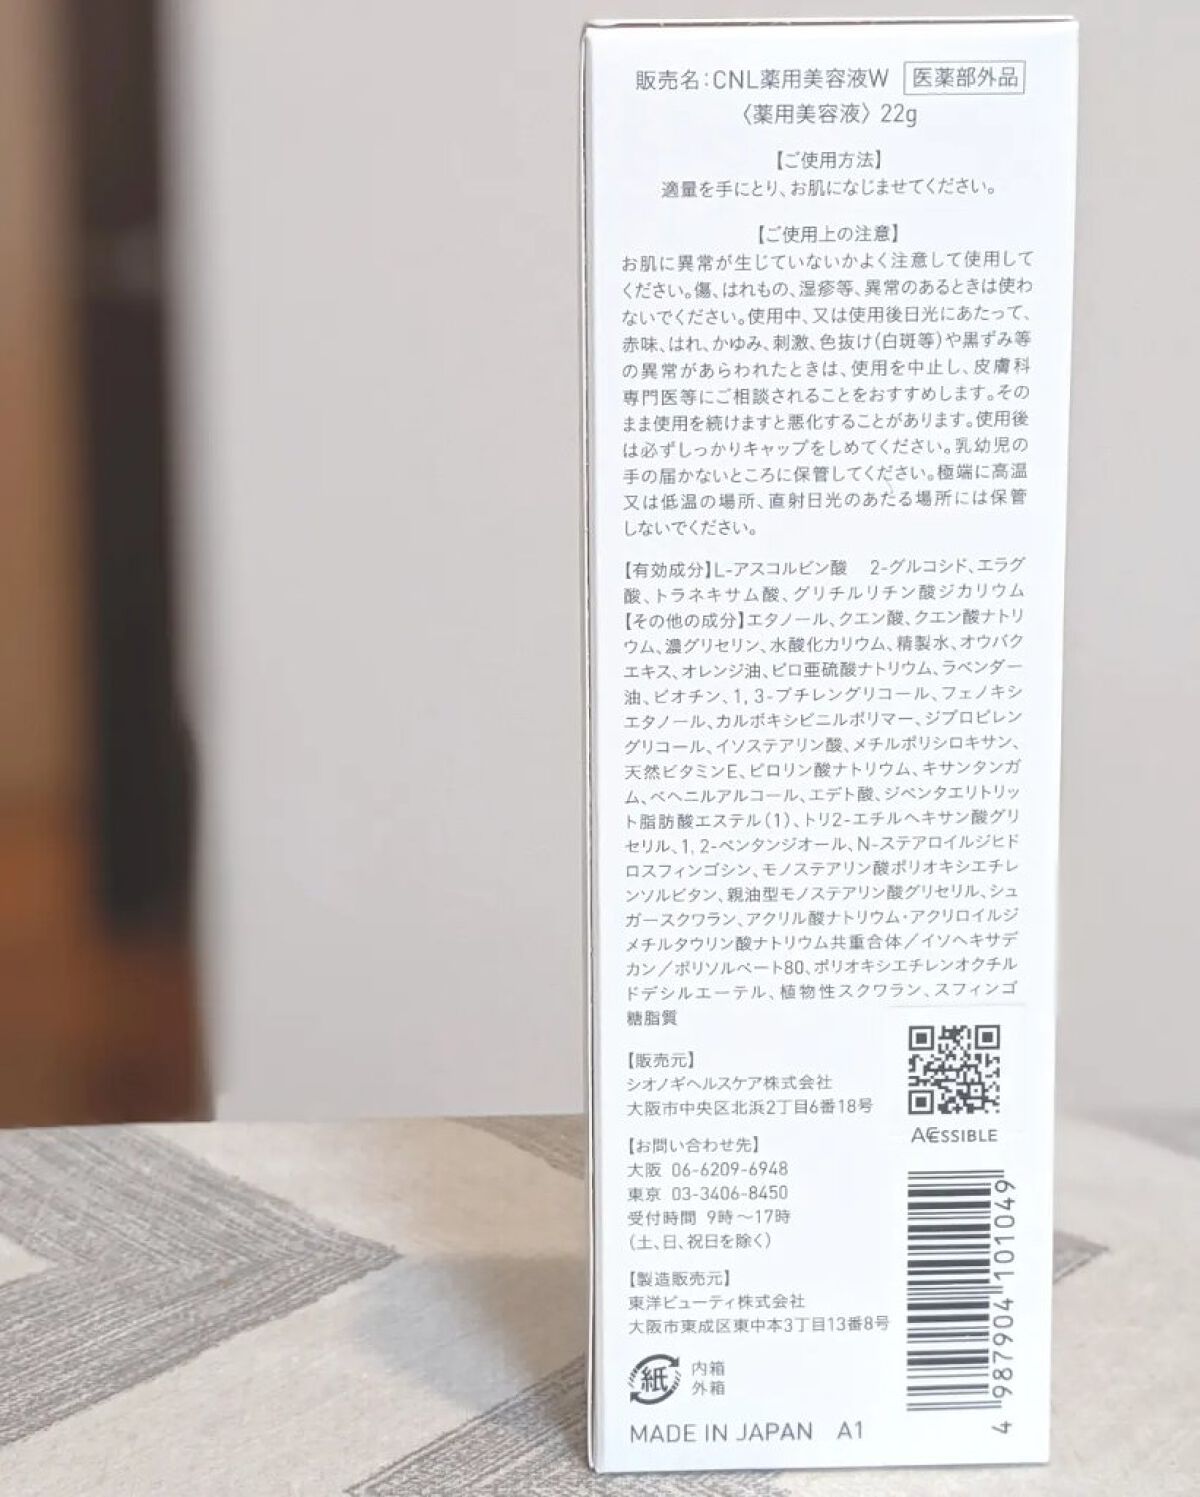 販売名:CNL薬用美容液W 医薬部外品
〈薬用美容液〉22g
【ご使用方法】
適量を手にとり、お肌になじませてください。
【ご使用上の注意】
お肌に異常が生じていないかよく注意して使用して
ください。傷、はれもの、湿疹等、異常のあるときは使わ
ないでください。使用中、又は使用後日光にあたって、
赤味、はれ、かゆみ、刺激、色抜け(白斑等)や黒ずみ等
の異常があらわれたときは、使用を中止し、皮膚科
専門医等にご相談されることをおすすめします。その
まま使用を続けますと悪化することがあります。使用後
は必ずしっかりキャップをしめてください。乳幼児の
手の届かないところに保管してください。極端に高温
又は低温の場所、直射日光のあたる場所には保管
しないでください。
【有効成分】L-アスコルビン酸 2-グルコシド、エラグ
酸、トラネキサム酸、グリチルリチン酸ジカリウム
【その他の成分】エタノール、クエン酸、クエン酸ナトリ
ウム、濃グリセリン、水酸化カリウム、精製水、オウバク
エキス、オレンジ油、ピロ亜硫酸ナトリウム、ラベンダー
油、ビオチン、1,3-ブチレングリコール、フェノキシ
エタノール、カルボキシビニルポリマー、ジプロピレン
グリコール、イソステアリン酸、メチルポリシロキサン、
天然ビタミンE、ピロリン酸ナトリウム、キサンタンガ
ム、ベヘニルアルコール、エデト酸、ジペンタエリトリッ
ト脂肪酸エステル(1)、トリ2-エチルヘキサン酸グリ
セリル、1,2-ペンタンジオール、N-ステアロイルジヒド
ロスフィンゴシン、モノステアリン酸ポリオキシエチレ
ンソルビタン、親油型モノステアリン酸グリセリル、シュ
ガースクワラン、アクリル酸ナトリウム・アクリロイルジ
メチルタウリン酸ナトリウム共重合体／イソヘキサデ
カン／ポリソルベート80、ポリオキシエチレンオクチル
ドデシルエーテル、植物性スクワラン、スフィンゴ
糖脂質
【販売元】
シオノギヘルスケア株式会社
大阪市中央区北浜2丁目6番18号
ACESSIBLE
【お問い合わせ先】
大阪 06-6209-6948
東京 03-3406-8450
受付時間 9時〜17時
(土、日、祝日を除く)
【製造販売元】
東洋ビューティ株式会社
大阪市東成区東中本3丁目13番8号
紙 内箱
外箱
MADE IN JAPAN A1
4 987904 101049